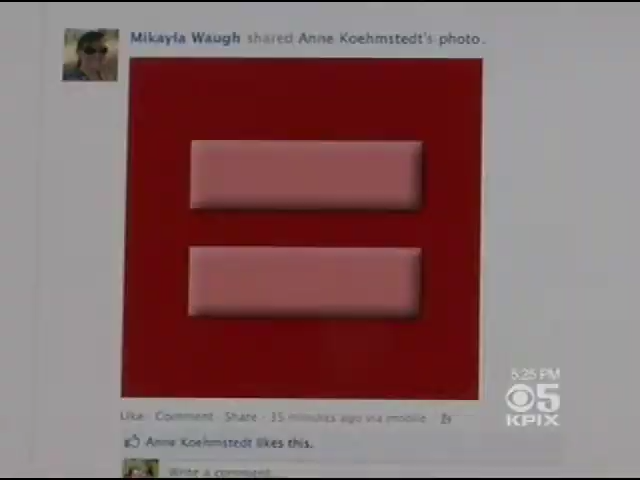 Mikayla Waugh shared Anne Koehmstedt's photo.
Like · Comment · Share · 35 minutes ago via mobile
Anne Koehmstedt likes this.
Write a comment...
5:25 PM
5
KPIX